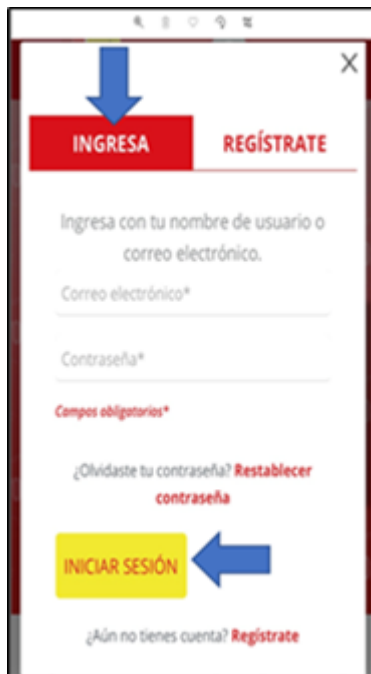 X
INGRESA REGÍSTRATE
Ingresa con tu nombre de usuario o
correo electrónico.
Correo electrónico*
Contraseña*
Campos obligatorios*
¿Olvidaste tu contraseña? Restablecer
contraseña
INICIAR SESIÓN
¿Aún no tienes cuenta? Regístrate